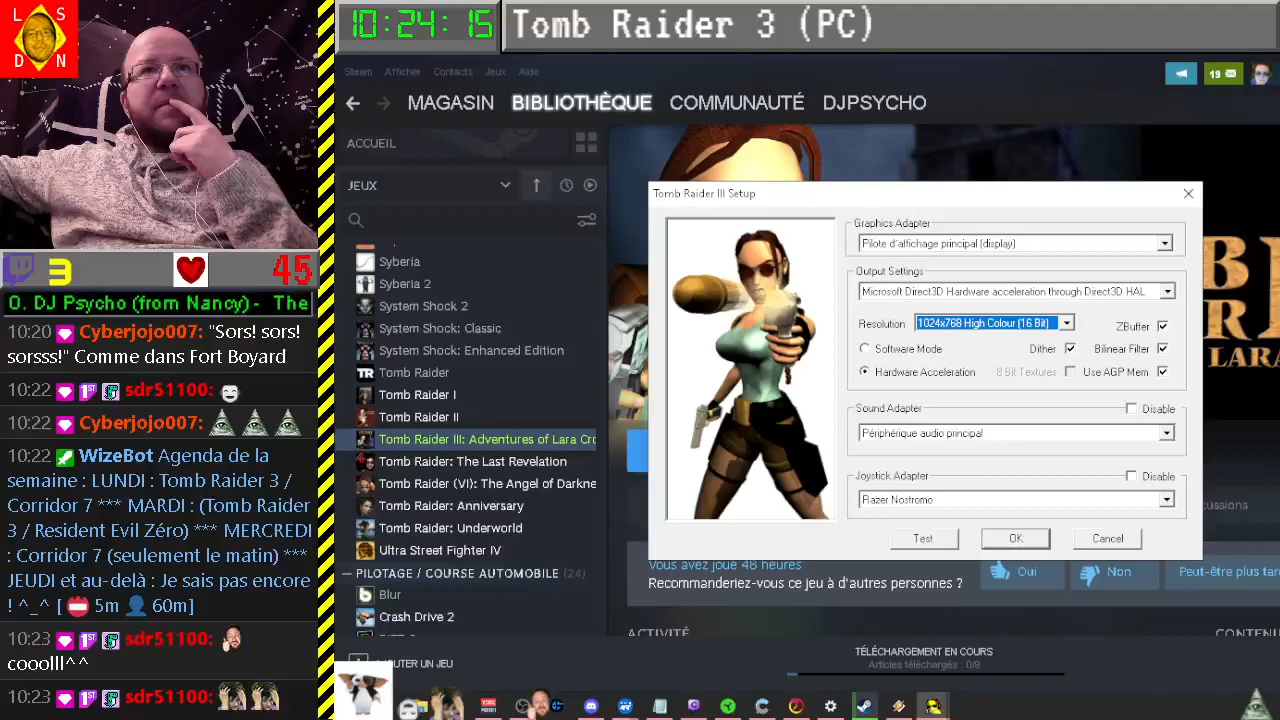 L S
D N
10:24:15
Tomb Raider 3 (PC)
3
45
O. DJ Psycho (from Nancy) - The
10:20 Cyberjojo007: "Sors! sors!
sorsss!" Comme dans Fort Boyard
10:22 1st sdr51100:
10:22 Cyberjojo007:
10:22 WizeBot Agenda de la
semaine : LUNDI : Tomb Raider 3 /
Corridor 7 *** MARDI : (Tomb Raider
3 / Resident Evil Zéro) *** MERCREDI
: Corridor 7 (seulement le matin) ***
JEUDI et au-delà : Je sais pas encore
! ^_^ [ 5m 60m]
10:23 1st sdr51100:
cooolll^^
10:23 1st sdr51100:
Steam Afficher Contacts Jeux Aide
19
MAGASIN BIBLIOTHÈQUE COMMUNAUTÉ DJPSYCHO
ACCUEIL
JEUX
Syberia
Syberia 2
System Shock 2
System Shock: Classic
System Shock: Enhanced Edition
Tomb Raider
Tomb Raider I
Tomb Raider II
Tomb Raider III: Adventures of Lara Cro
Tomb Raider: The Last Revelation
Tomb Raider (VI): The Angel of Darkne
Tomb Raider: Anniversary
Tomb Raider: Underworld
Ultra Street Fighter IV
PILOTAGE / COURSE AUTOMOBILE (24)
Blur
Crash Drive 2
AJOUTER UN JEU
Tomb Raider III Setup
Graphics Adapter
Pilote d'affichage principal (display)
Output Settings
Microsoft Direct3D Hardware acceleration through Direct3D HAL
Resolution 1024x768 High Colour (16 Bit) ZBuffer
Software Mode Dither Bilinear Filter
Hardware Acceleration 8 Bit Textures Use AGP Mem
Sound Adapter Disable
Périphérique audio principal
Joystick Adapter Disable
Razer Nostromo
Test OK Cancel
Vous avez joué 48 heures
Recommanderiez-vous ce jeu à d'autres personnes ?
Oui Non Peut-être plus tard
ACTIVITÉ
TÉLÉCHARGEMENT EN COURS
Articles téléchargés : 0/9